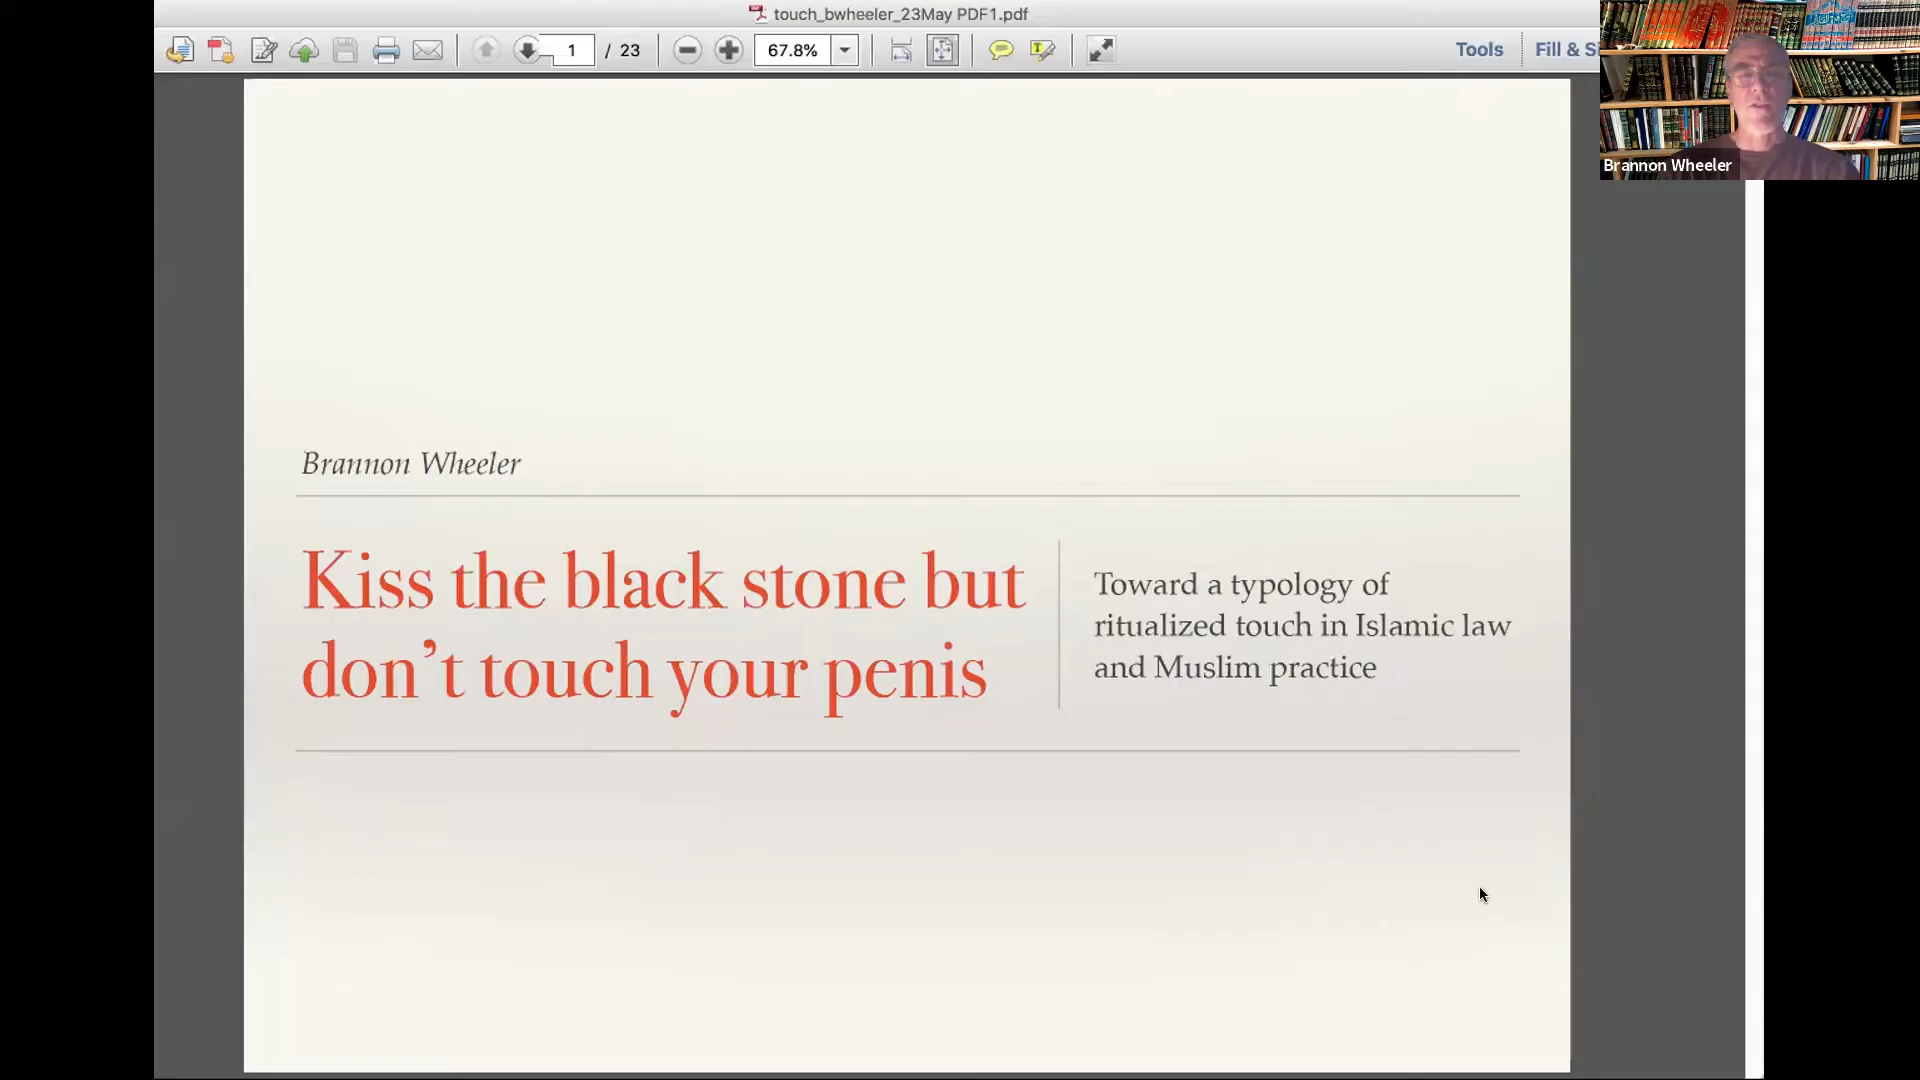 touch_bwheeler_23May PDF1.pdf
1 / 23
67.8%
Tools
Fill & S
Brannon Wheeler
Brannon Wheeler
Kiss the black stone but
don’t touch your penis
Toward a typology of
ritualized touch in Islamic law
and Muslim practice